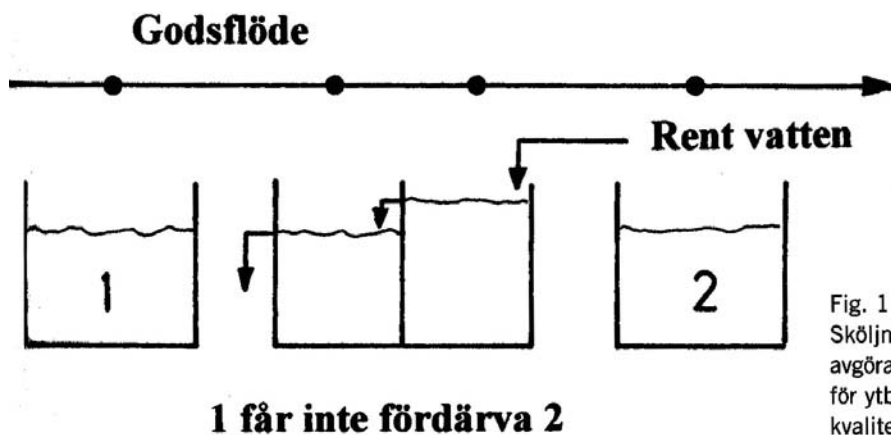 Godsflöde
Rent vatten
1
2
Fig. 1
1 får inte fördärva 2